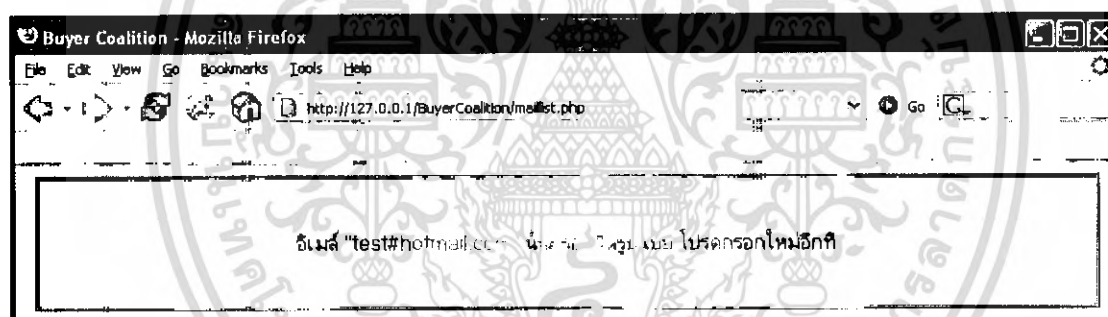 Buyer Coalition - Mozilla Firefox
File Edit View Go Bookmarks Tools Help
http://127.0.0.1/BuyerCoalition/maillist.php Go
อีเมล์ "test#hotmail.com โปรดกรอกใหม่อีกที